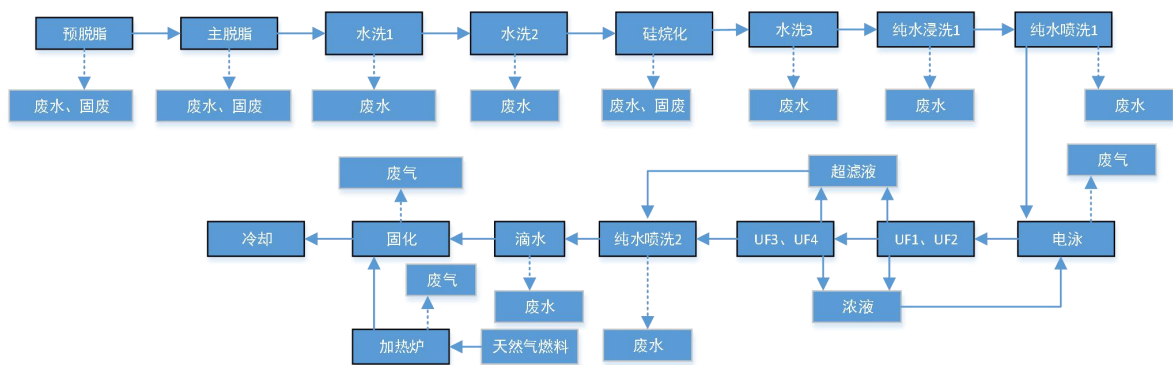 预脱脂
主脱脂
水洗1
水洗2
硅烷化
水洗3
纯水浸洗1
纯水喷洗1
废水、固废
废水、固废
废水
废水
废水、固废
废水
废水
废水
废气
超滤液
废气
冷却
固化
滴水
纯水喷洗2
UF3、UF4
UF1、UF2
电泳
废气
废水
浓液
加热炉
天然气燃料
废水